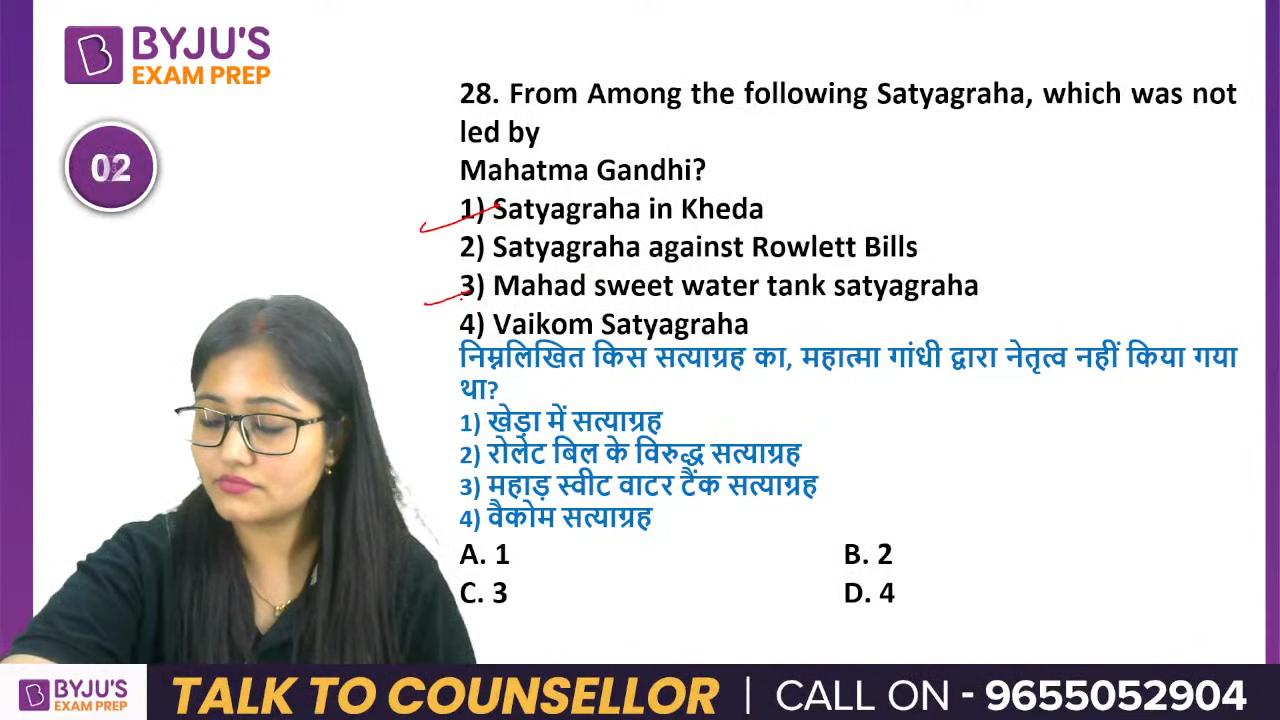 BYJU'S
EXAM PREP
02
28. From Among the following Satyagraha, which was not
led by
Mahatma Gandhi?
1) Satyagraha in Kheda
2) Satyagraha against Rowlett Bills
3) Mahad sweet water tank satyagraha
4) Vaikom Satyagraha
निम्नलिखित किस सत्याग्रह का, महात्मा गांधी द्वारा नेतृत्व नहीं किया गया
था?
1) खेड़ा में सत्याग्रह
2) रोलेट बिल के विरुद्ध सत्याग्रह
3) महाड़ स्वीट वाटर टैंक सत्याग्रह
4) वैकोम सत्याग्रह
A. 1 B. 2
C. 3 D. 4
BYJU'S
EXAM PREP
TALK TO COUNSELLOR | CALL ON - 9655052904